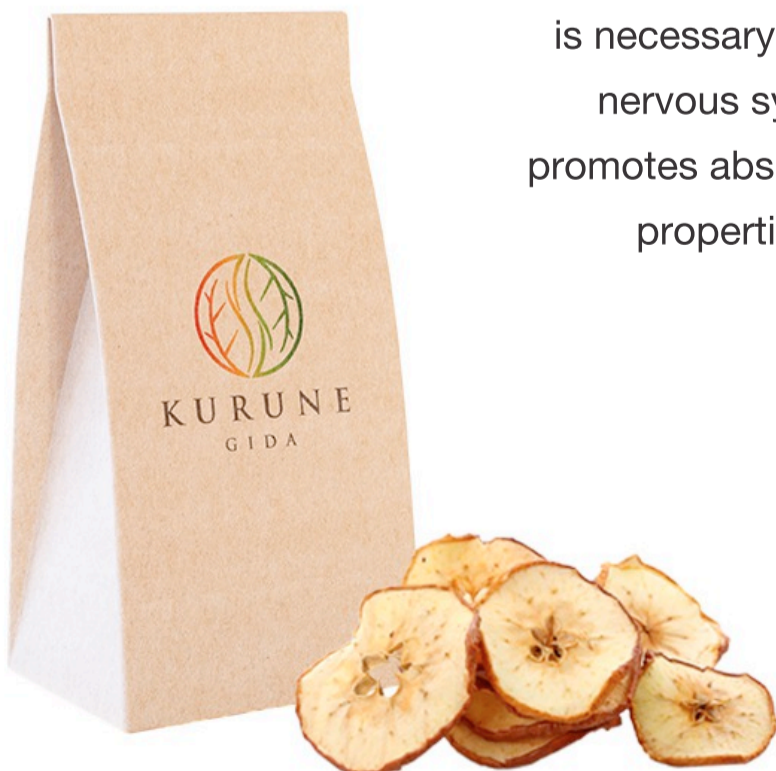 is necessary
nervous sy
promotes abs
properti
KURUNE
GIDA